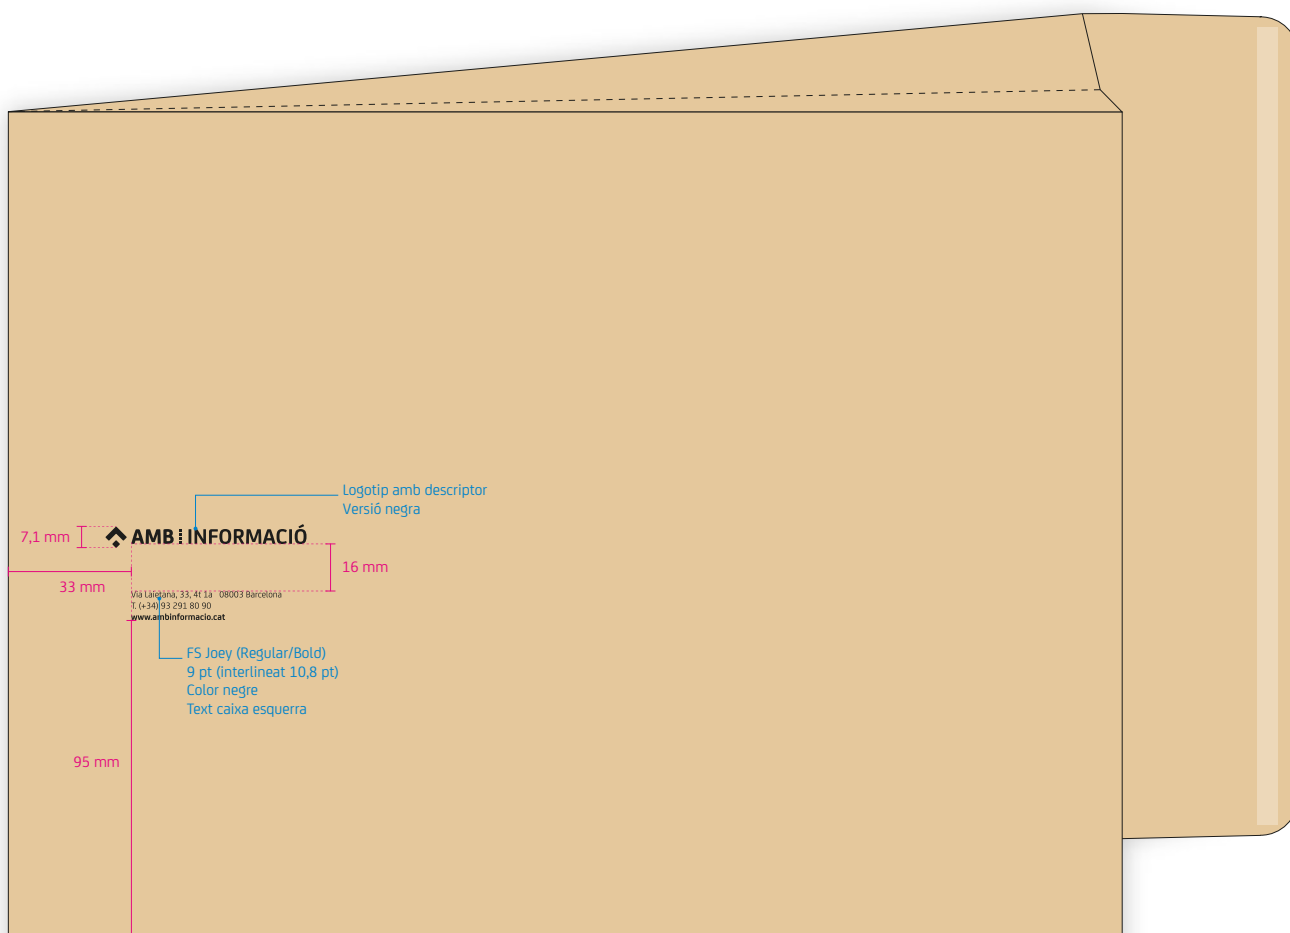 Logotip amb descriptor
Versió negra
7,1 mm
AMB INFORMACIÓ
16 mm
33 mm
Via Laietana, 33, 4t 1a 08003 Barcelona
T. (+34) 93 291 80 90
www.ambinformacio.cat
FS Joey (Regular/Bold)
9 pt (interlineat 10,8 pt)
Color negre
Text caixa esquerra
95 mm